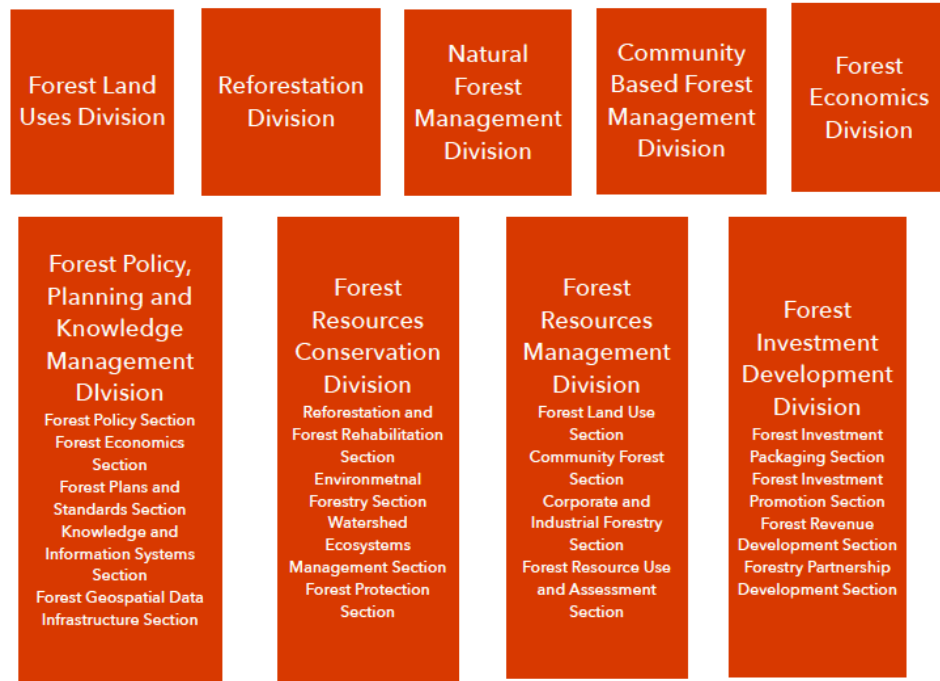 Forest Land
Uses Division
Reforestation
Division
Natural
Forest
Management
Division
Community
Based Forest
Management
Division
Forest
Economics
Division
Forest Policy,
Planning and
Knowledge
Management
DIvision
Forest Policy Section
Forest Economics
Section
Forest Plans and
Standards Section
Knowledge and
Information Systems
Section
Forest Geospatial Data
Infrastructure Section
Forest
Resources
Conservation
Division
Reforestation and
Forest Rehabilitation
Section
Environmetnal
Forestry Section
Watershed
Ecosystems
Management Section
Forest Protection
Section
Forest
Resources
Management
Division
Forest Land Use
Section
Community Forest
Section
Corporate and
Industrial Forestry
Section
Forest Resource Use
and Assessment
Section
Forest
Investment
Development
Division
Forest Investment
Packaging Section
Forest Investment
Promotion Section
Forest Revenue
Development Section
Forestry Partnership
Development Section